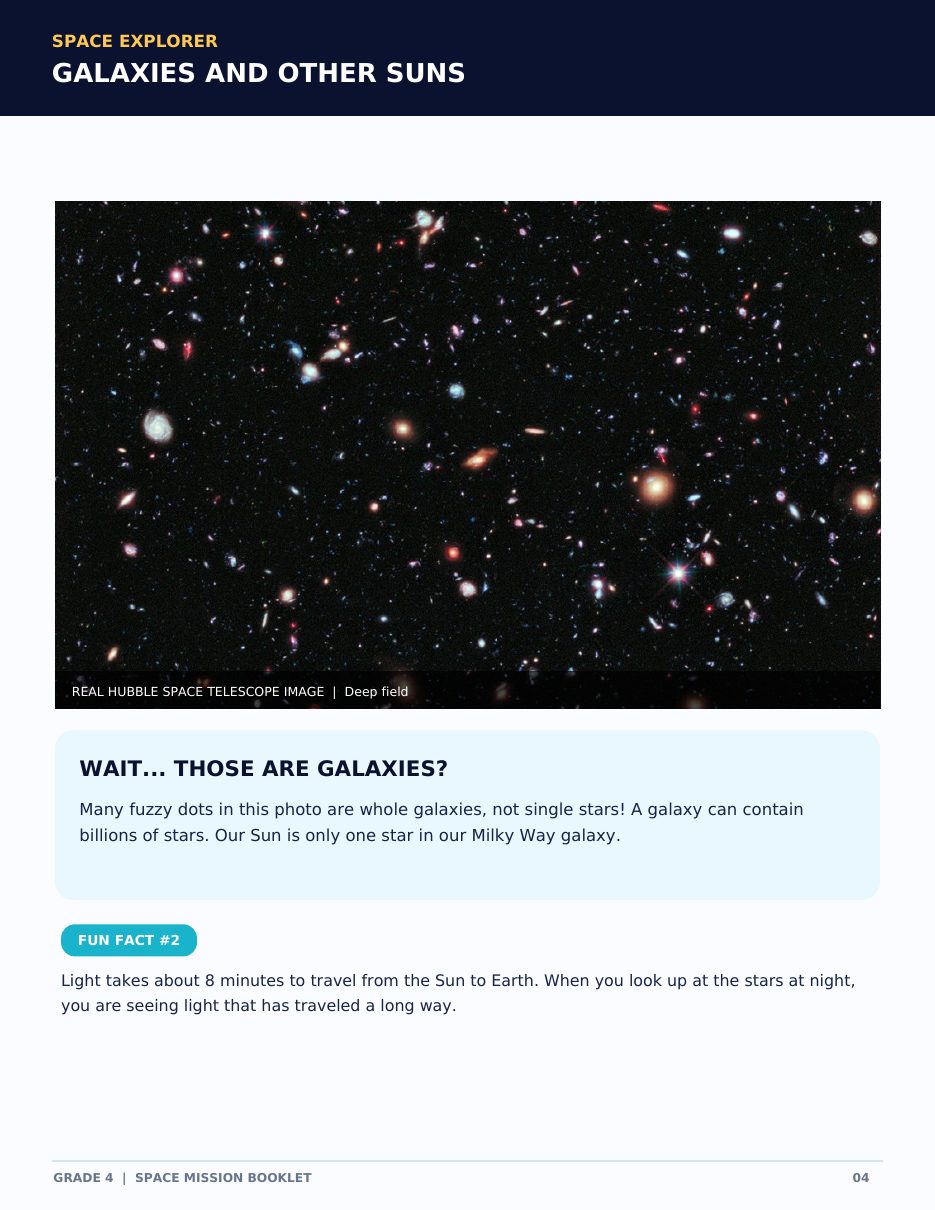 SPACE EXPLORER
GALAXIES AND OTHER SUNS
REAL HUBBLE SPACE TELESCOPE IMAGE | Deep field
WAIT... THOSE ARE GALAXIES?
Many fuzzy dots in this photo are whole galaxies, not single stars! A galaxy can contain
billions of stars. Our Sun is only one star in our Milky Way galaxy.
FUN FACT #2
Light takes about 8 minutes to travel from the Sun to Earth. When you look up at the stars at night,
you are seeing light that has traveled a long way.
GRADE 4 | SPACE MISSION BOOKLET 04